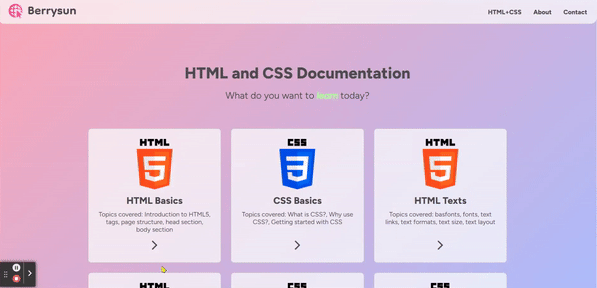 Berrysun
HTML+CSS About Contact
HTML and CSS Documentation
What do you want to learn today?
HTML CSS HTML
5 3 5
HTML Basics
Topics covered: Introduction to HTML5,
tags, page structure, head section,
body section
CSS Basics
Topics covered: What is CSS?, Why use
CSS?, Getting started with CSS
HTML Texts
Topics covered: basfonts, fonts, text
links, text formats, text size, text layout
HTML CSS CSS